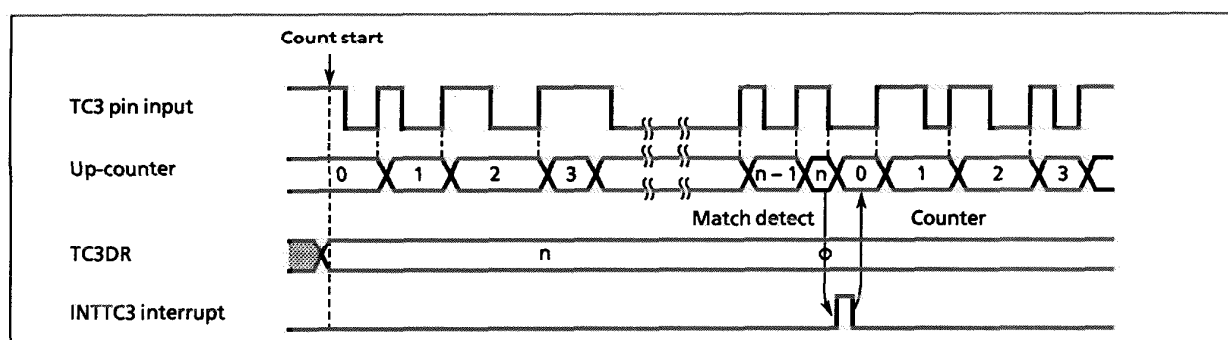 Count start
TC3 pin input
Up-counter 0 1 2 3 n – 1 n 0 1 2 3
Match detect Counter
TC3DR n
INTTC3 interrupt